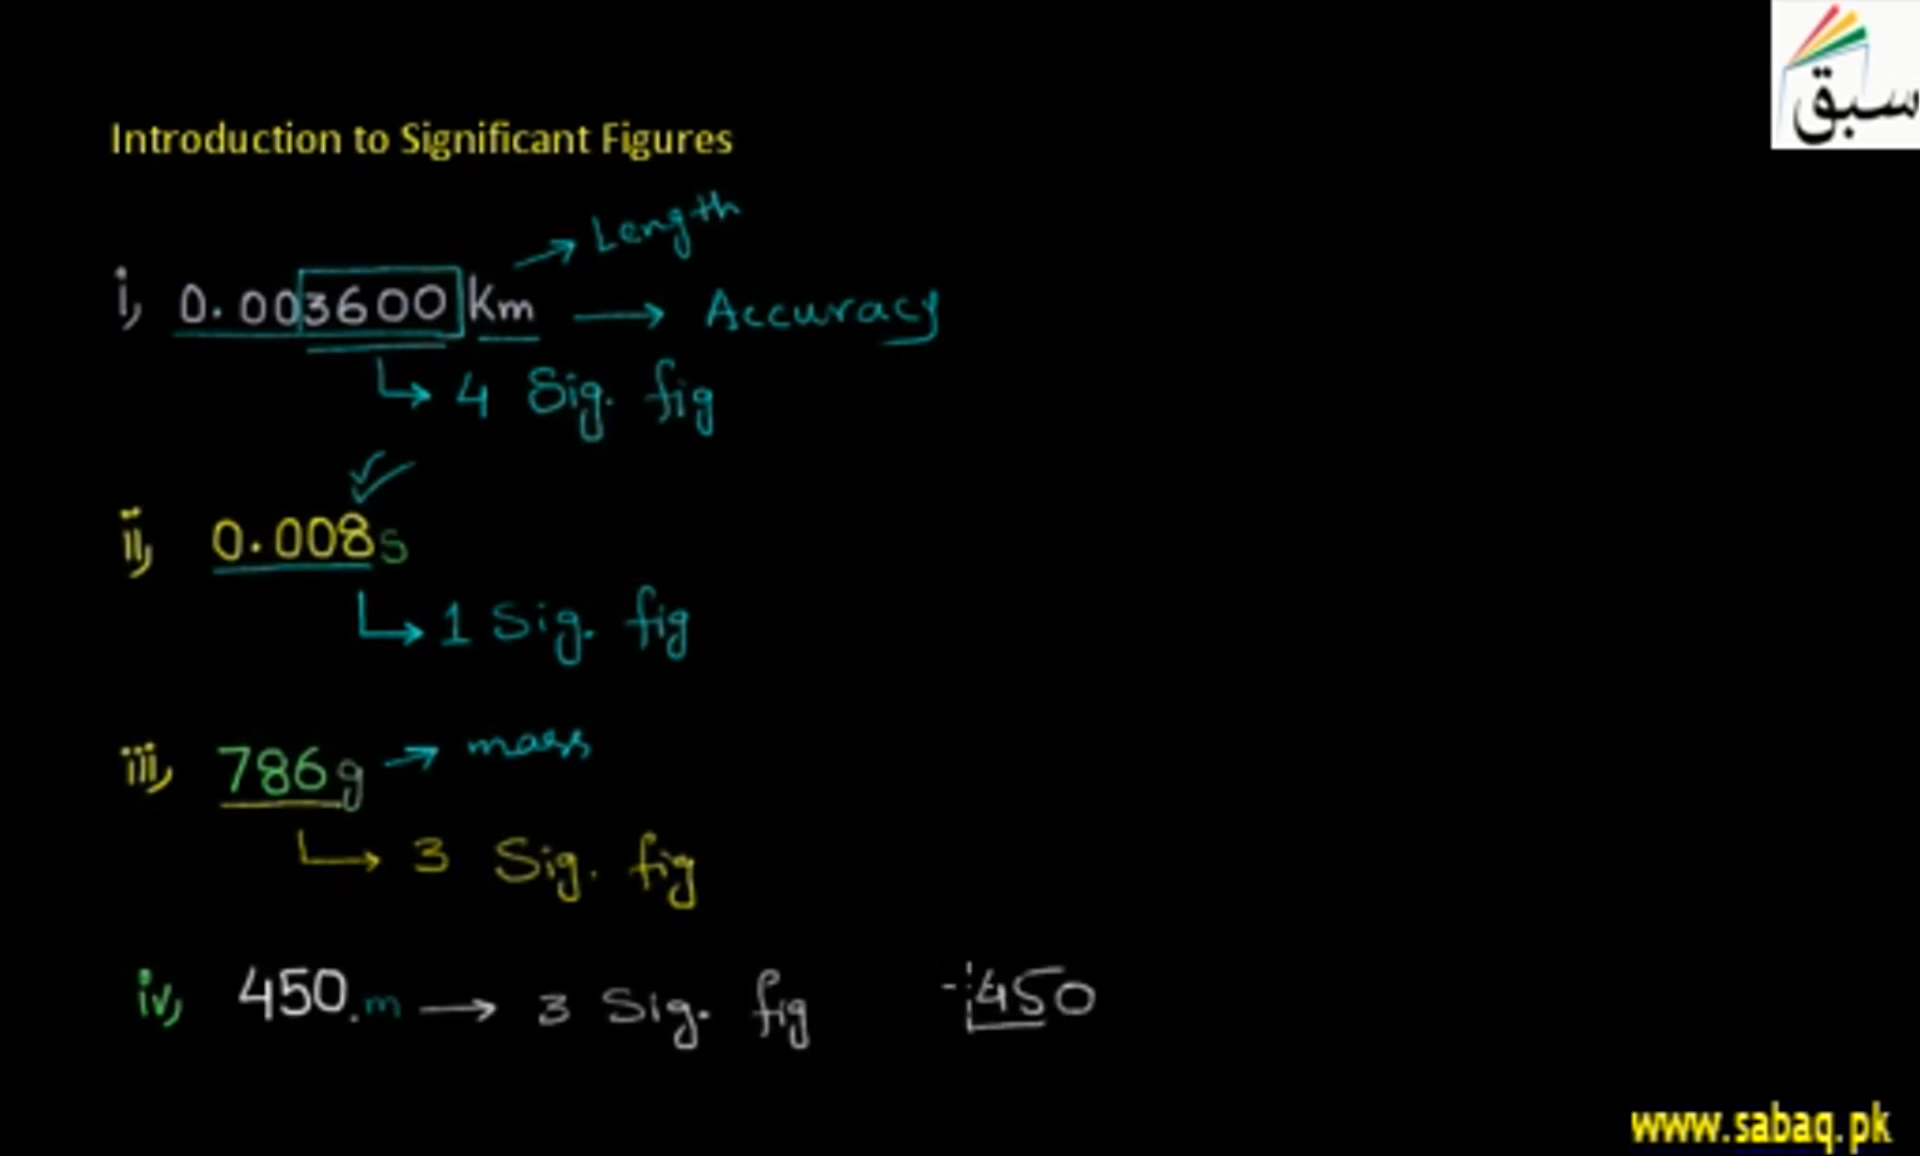 سبق
Introduction to Significant Figures
→ Length
i, 0.003600 Km → Accuracy
↳ 4 Sig. fig
ii, 0.008s
↳ 1 Sig. fig
iii, 786g → mass
↳ 3 Sig. fig
iv, 450.m → 3 Sig. fig 450
www.sabaq.pk